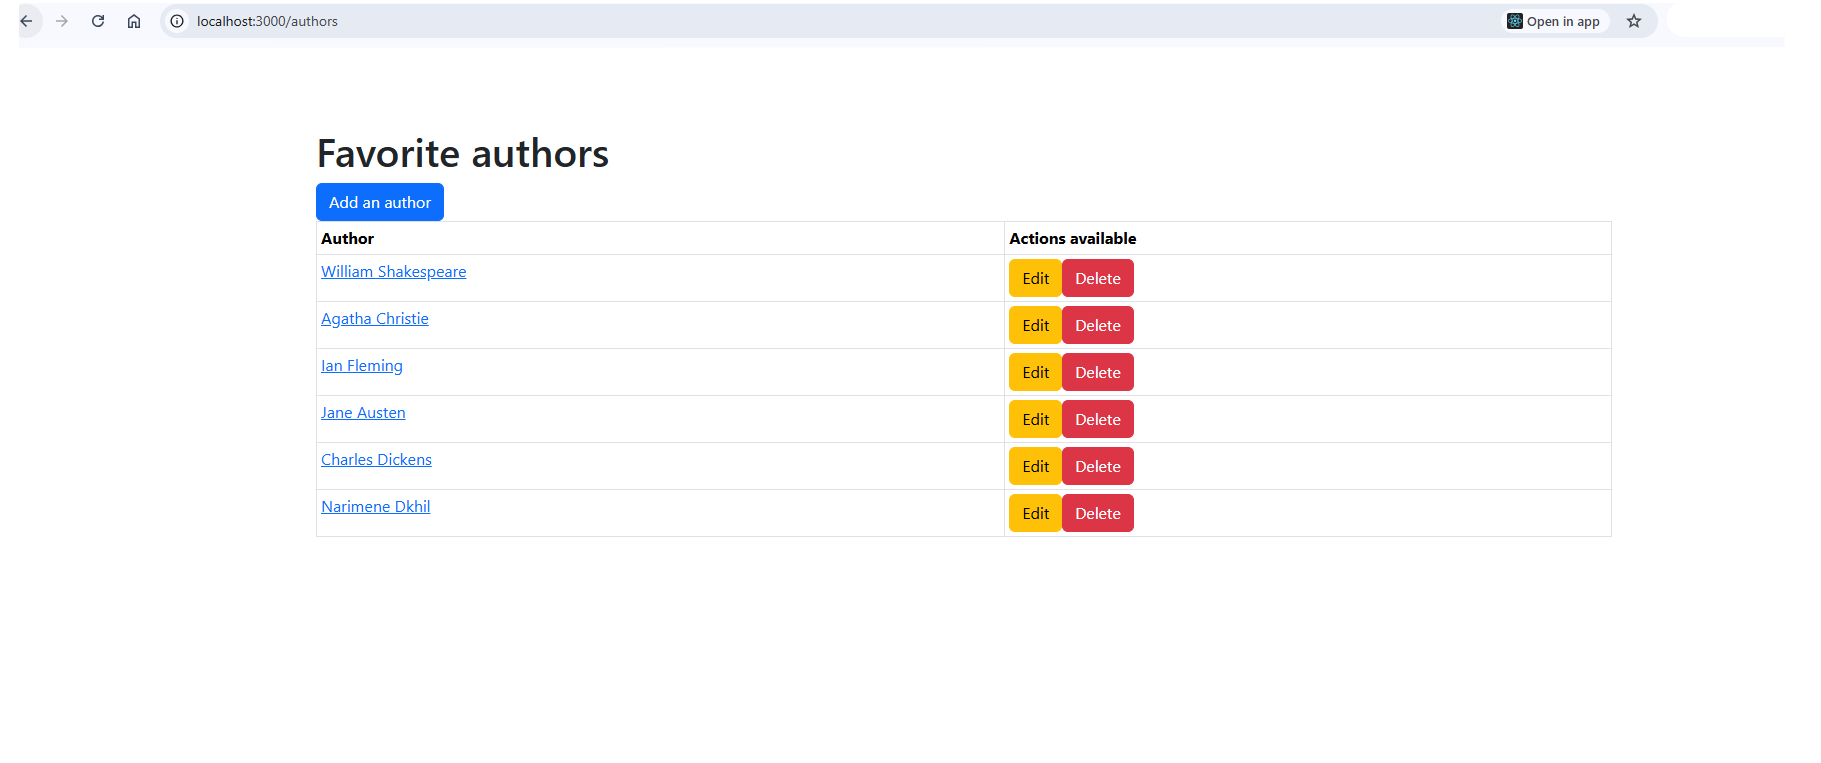 localhost:3000/authors Open in app
Favorite authors
Add an author
Author Actions available
William Shakespeare Edit Delete
Agatha Christie Edit Delete
Ian Fleming Edit Delete
Jane Austen Edit Delete
Charles Dickens Edit Delete
Narimene Dkhil Edit Delete